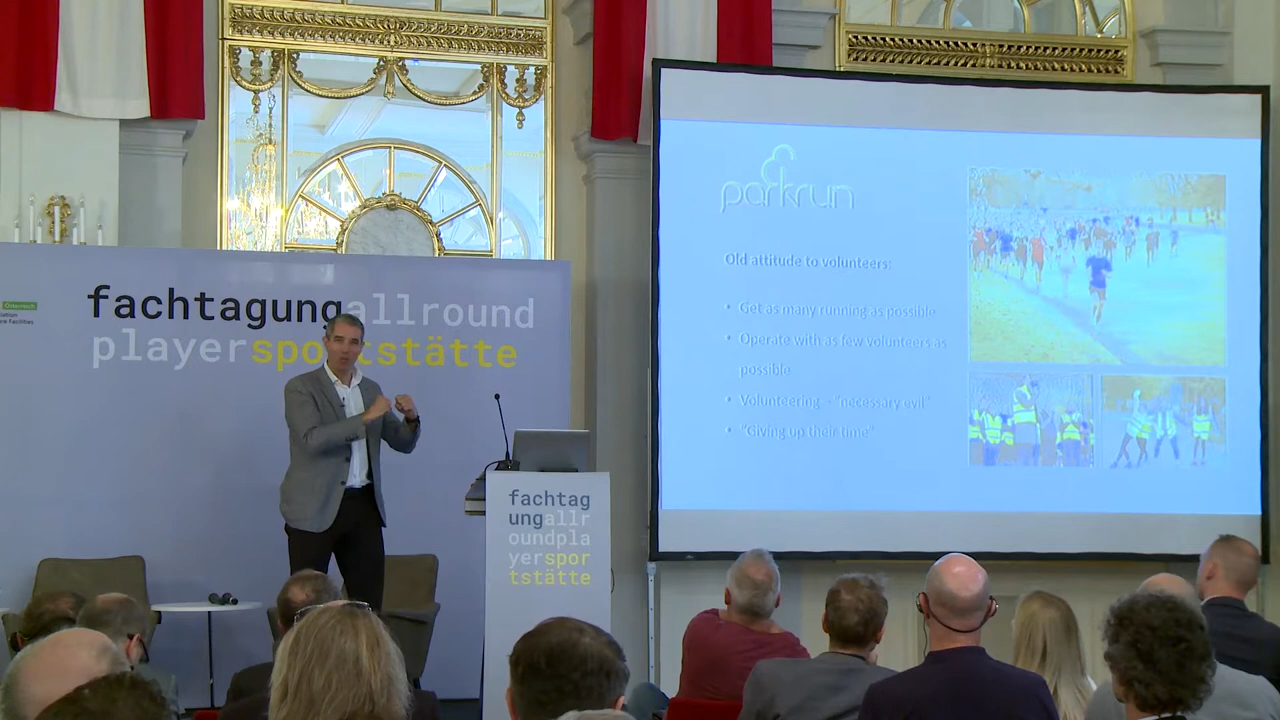 fachtagungallround
playersportstätte
Österreich
parkrun
Old attitude to volunteers:
• Get as many running as possible
• Operate with as few volunteers as
possible
• Volunteering - "necessary evil"
• "Giving up their time"
fachtag
ungallr
oundpla
yerspor
tstätte